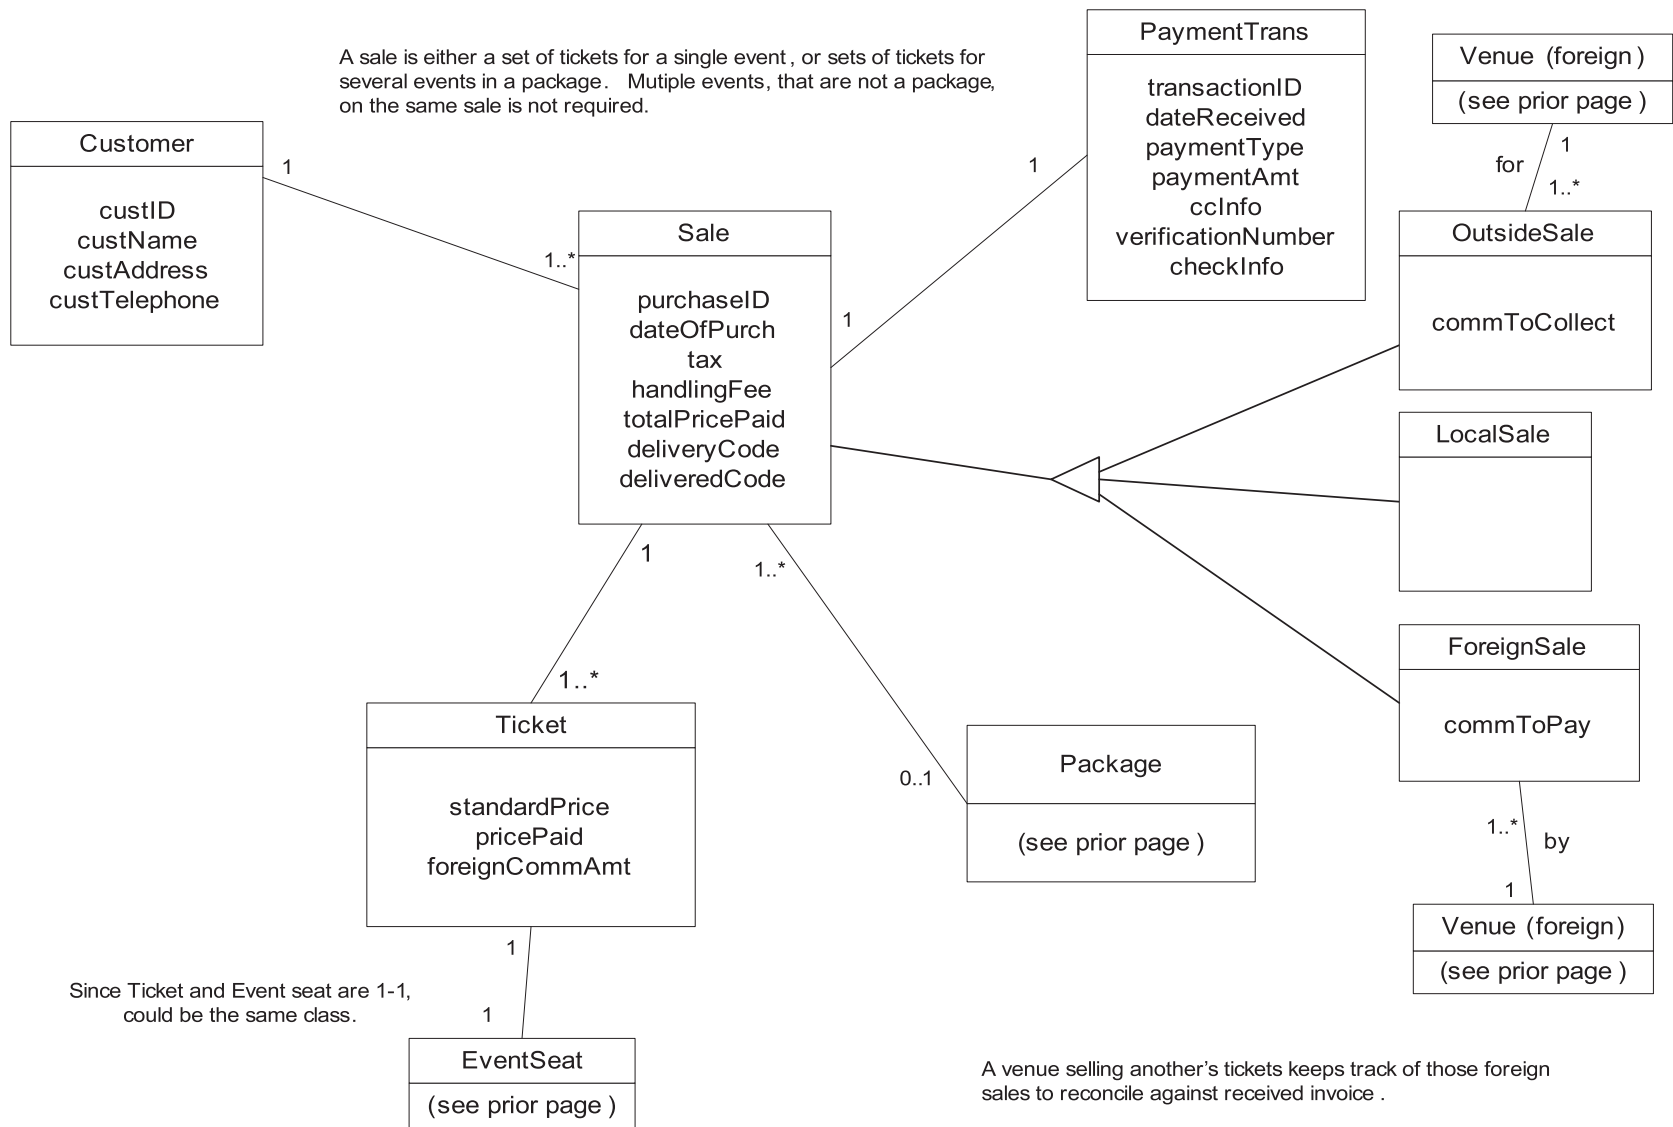 A sale is either a set of tickets for a single event, or sets of tickets for
several events in a package. Mutiple events, that are not a package,
on the same sale is not required.
Customer
custID
custName
custAddress
custTelephone
1
1..*
Sale
purchaseID
dateOfPurch
tax
handlingFee
totalPricePaid
deliveryCode
deliveredCode
1
1
PaymentTrans
transactionID
dateReceived
paymentType
paymentAmt
ccInfo
verificationNumber
checkInfo
Venue (foreign)
(see prior page)
1
for
1..*
OutsideSale
commToCollect
LocalSale
ForeignSale
commToPay
1..*
by
1
Venue (foreign)
(see prior page)
1
1..*
Ticket
standardPrice
pricePaid
foreignCommAmt
1..*
0..1
Package
(see prior page)
1
1
Since Ticket and Event seat are 1-1,
could be the same class.
EventSeat
(see prior page)
A venue selling another’s tickets keeps track of those foreign
sales to reconcile against received invoice.